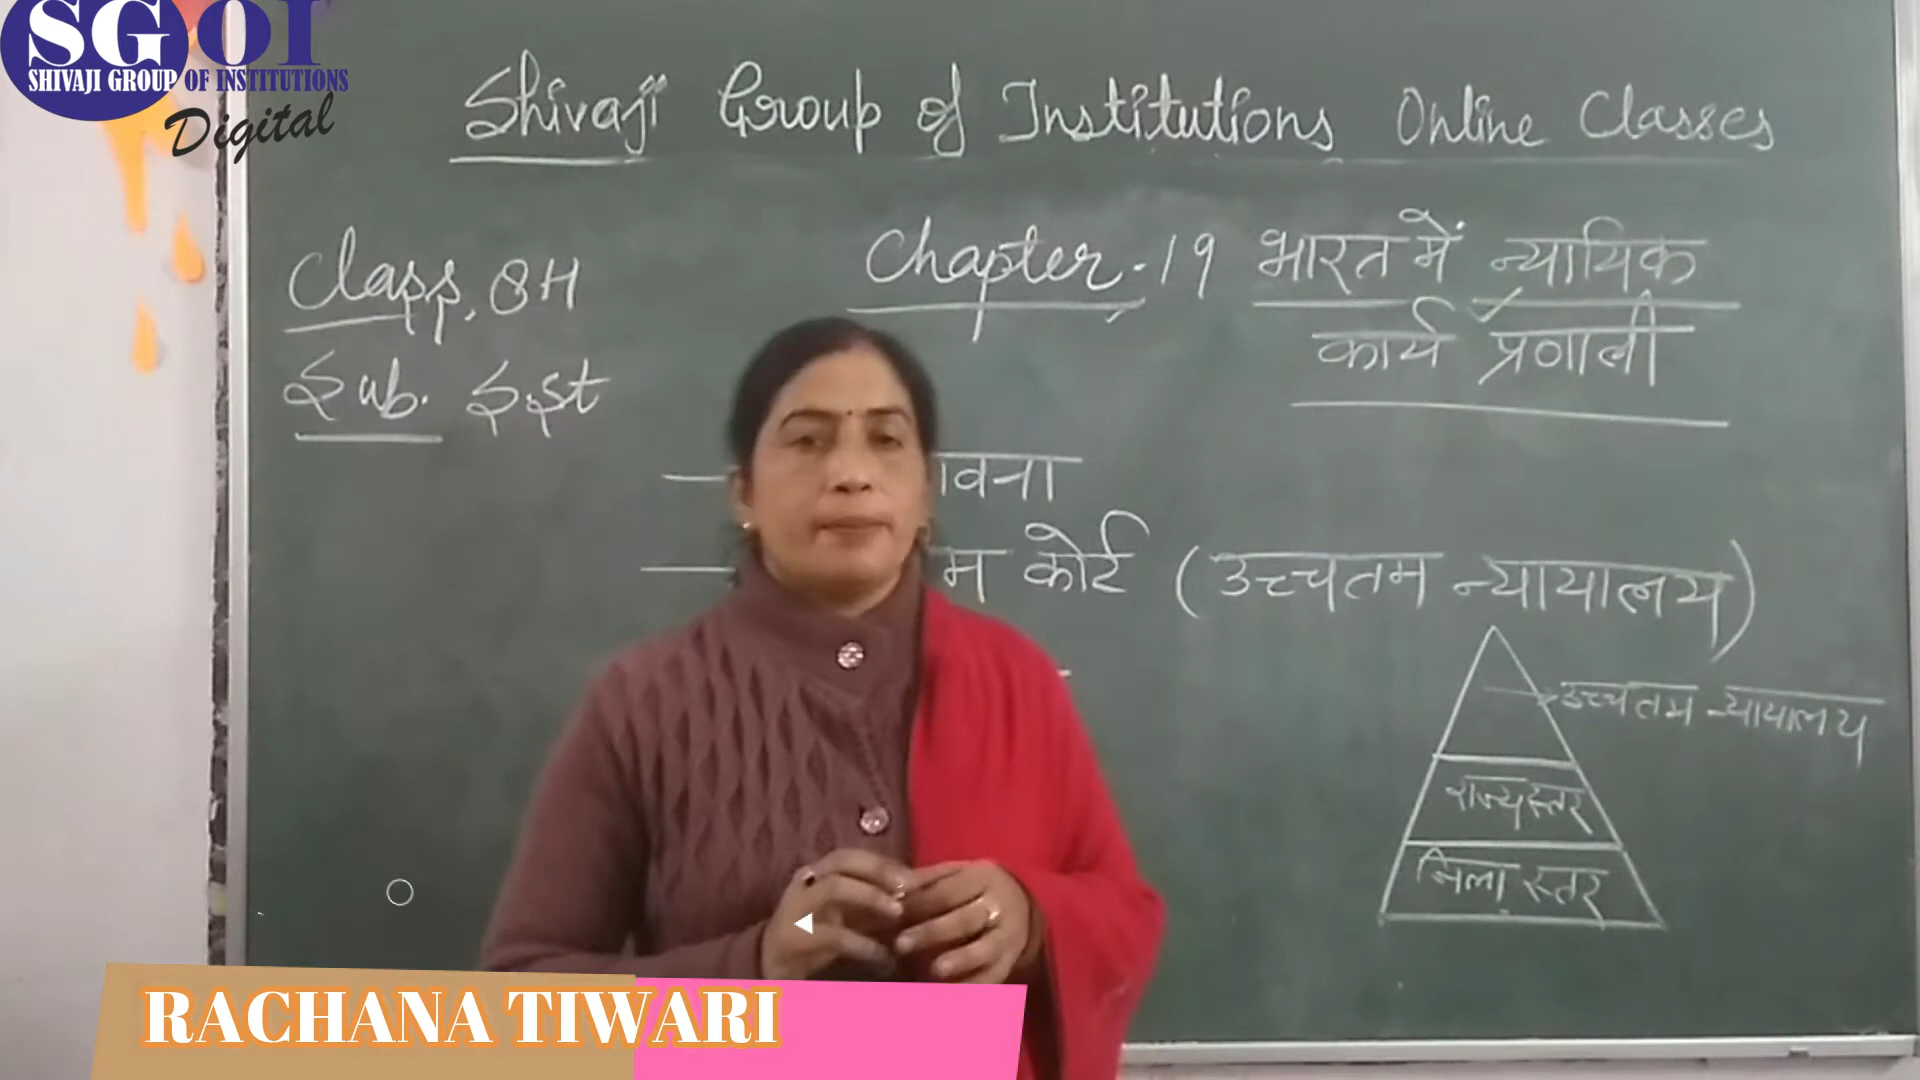 SGOI
SHIVAJI GROUP OF INSTITUTIONS
Digital
Shivaji Group of Institutions Online Classes
Class. 8H
Sub. S.St
Chapter-19 भारत में न्यायिक
कार्य प्रणाली
कोर्ट (उच्चतम न्यायालय)
उच्चतम न्यायालय
राज्य स्तर
जिला स्तर
RACHANA TIWARI